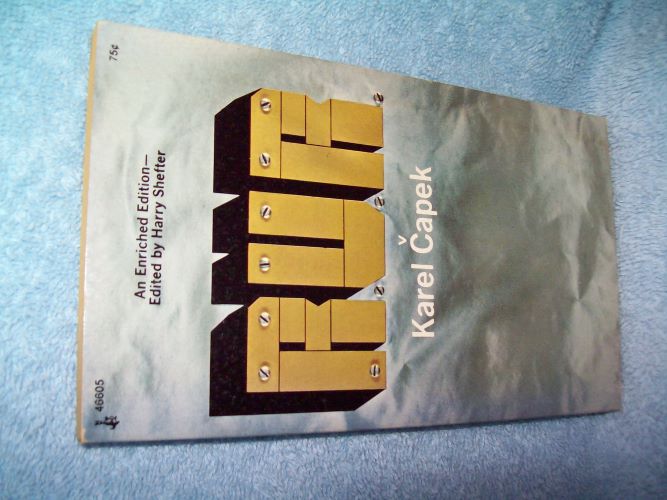 46605
75¢
An Enriched Edition—
Edited by Harry Shefter
R.U.R.
Karel Čapek